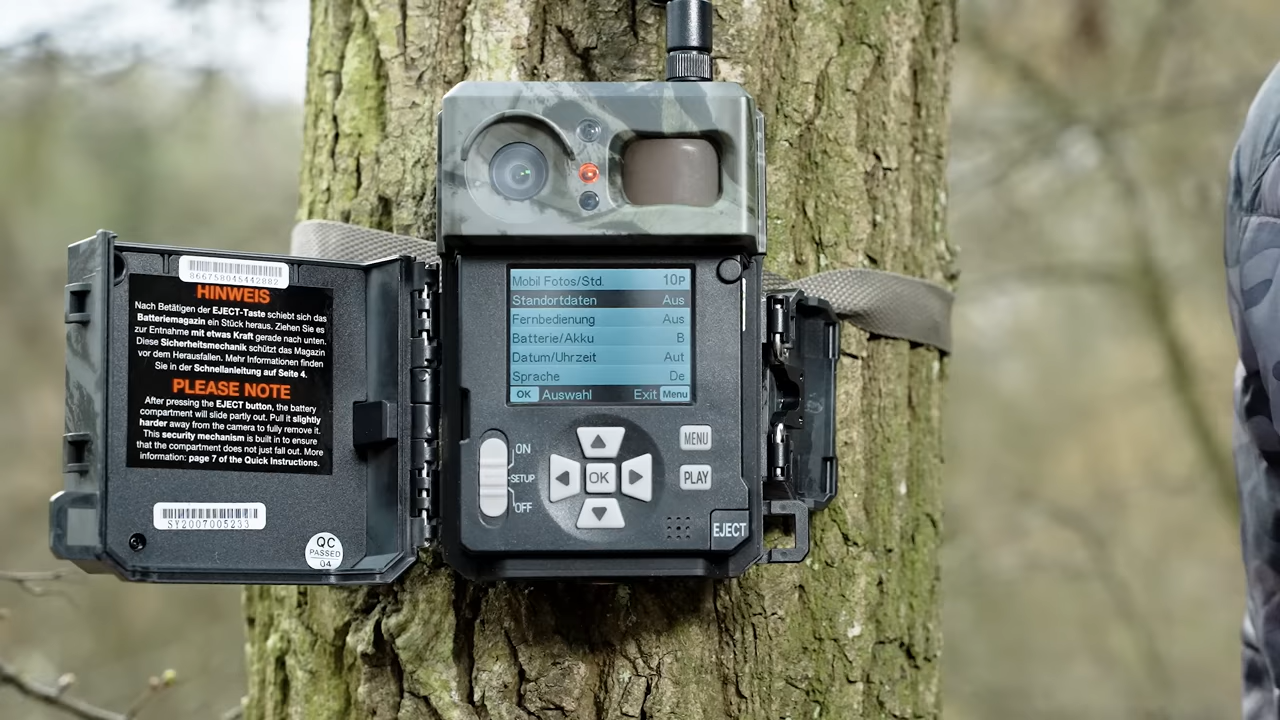 866758045442882
HINWEIS
Nach Betätigen der EJECT-Taste schiebt sich das
Batteriemagazin ein Stück heraus. Ziehen Sie es
zur Entnahme mit etwas Kraft gerade nach unten.
Diese Sicherheitsmechanik schützt das Magazin
vor dem Herausfallen. Mehr Informationen finden
Sie in der Schnellanleitung auf Seite 4.
PLEASE NOTE
After pressing the EJECT button, the battery
compartment will slide partly out. Pull it slightly
harder away from the camera to fully remove it.
This security mechanism is built in to ensure
that the compartment does not just fall out. More
information: page 7 of the Quick Instructions.
SY2007005233
QC
PASSED
04
Mobil Fotos/Std. 10P
Standortdaten Aus
Fernbedienung Aus
Batterie/Akku B
Datum/Uhrzeit Aut
Sprache De
OK Auswahl Exit Menu
ON
SETUP
OFF
OK
MENU
PLAY
EJECT